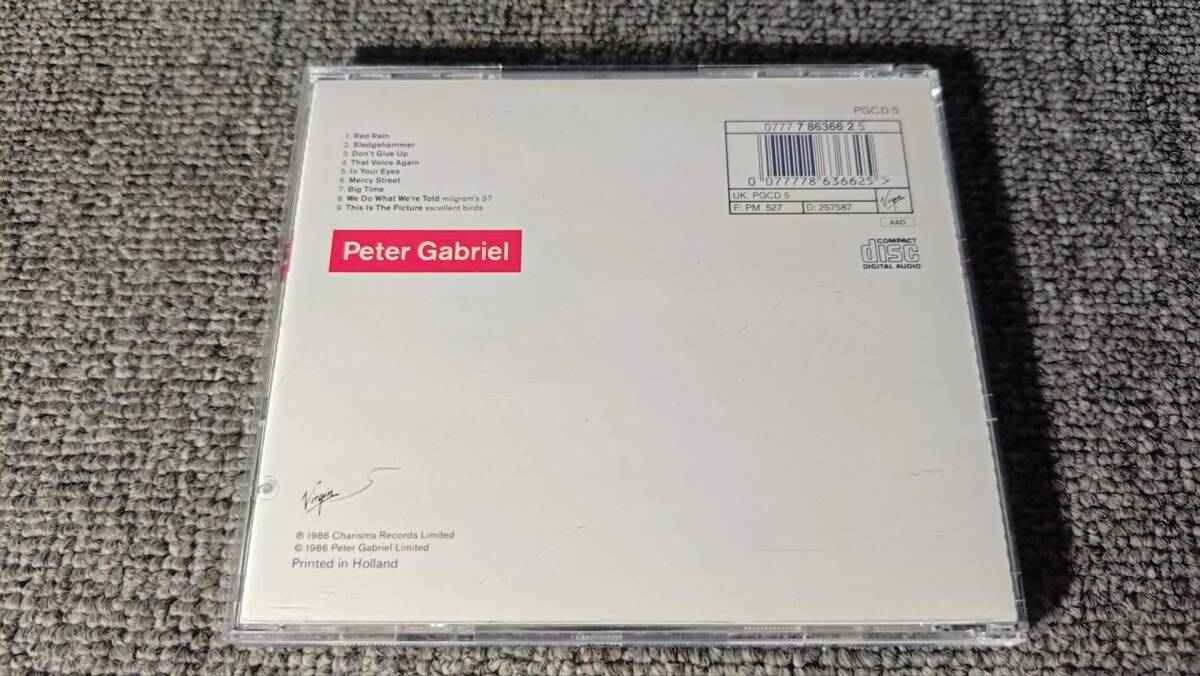 1. Red Rain
2. Sledgehammer
3. Don't Give Up
4. That Voice Again
5. In Your Eyes
6. Mercy Street
7. Big Time
8. We Do What We're Told milgram's 37
9. This Is The Picture excellent birds
Peter Gabriel
PGCD 5
0777 7 86366 2 5
0 077778 636625 >
UK: PGCD 5
F: PM 527
D: 257587
Virgin
AAD
COMPACT
disc
DIGITAL AUDIO
Virgin
℗ 1986 Charisma Records Limited
© 1986 Peter Gabriel Limited
Printed in Holland